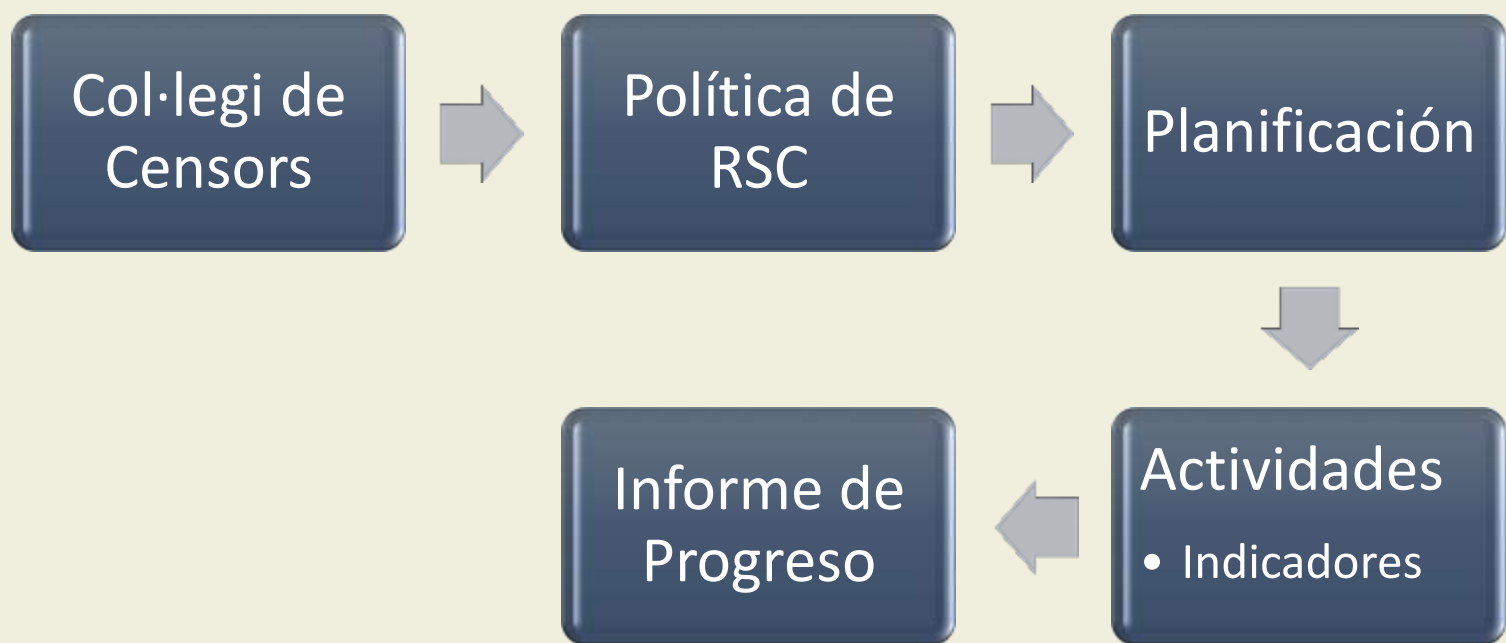 Col·legi de
Censors
Política de
RSC
Planificación
Actividades
• Indicadores
Informe de
Progreso